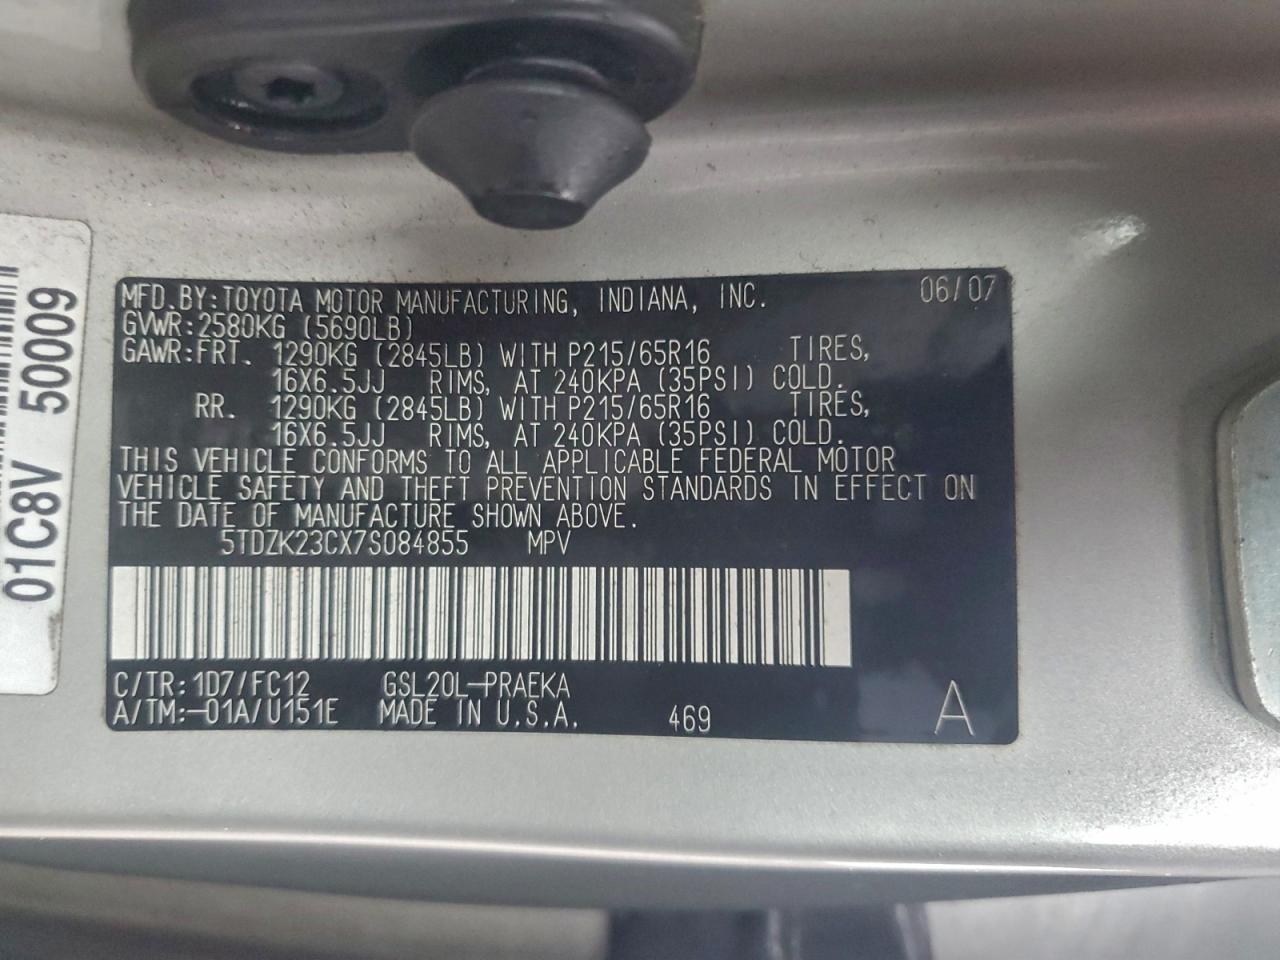 MFD.BY:TOYOTA MOTOR MANUFACTURING, INDIANA, INC. 06/07
GVWR:2580KG (5690LB)
GAWR:FRT. 1290KG (2845LB) WITH P215/65R16 TIRES,
16X6.5JJ RIMS, AT 240KPA (35PSI) COLD.
RR. 1290KG (2845LB) WITH P215/65R16 TIRES,
16X6.5JJ RIMS, AT 240KPA (35PSI) COLD.
THIS VEHICLE CONFORMS TO ALL APPLICABLE FEDERAL MOTOR
VEHICLE SAFETY AND THEFT PREVENTION STANDARDS IN EFFECT ON
THE DATE OF MANUFACTURE SHOWN ABOVE.
5TDZK23CX7S084855 MPV
C/TR:1D7/FC12 GSL20L-PRAEKA
A/TM:-01A/U151E MADE IN U.S.A. 469 A
01C8V 50009